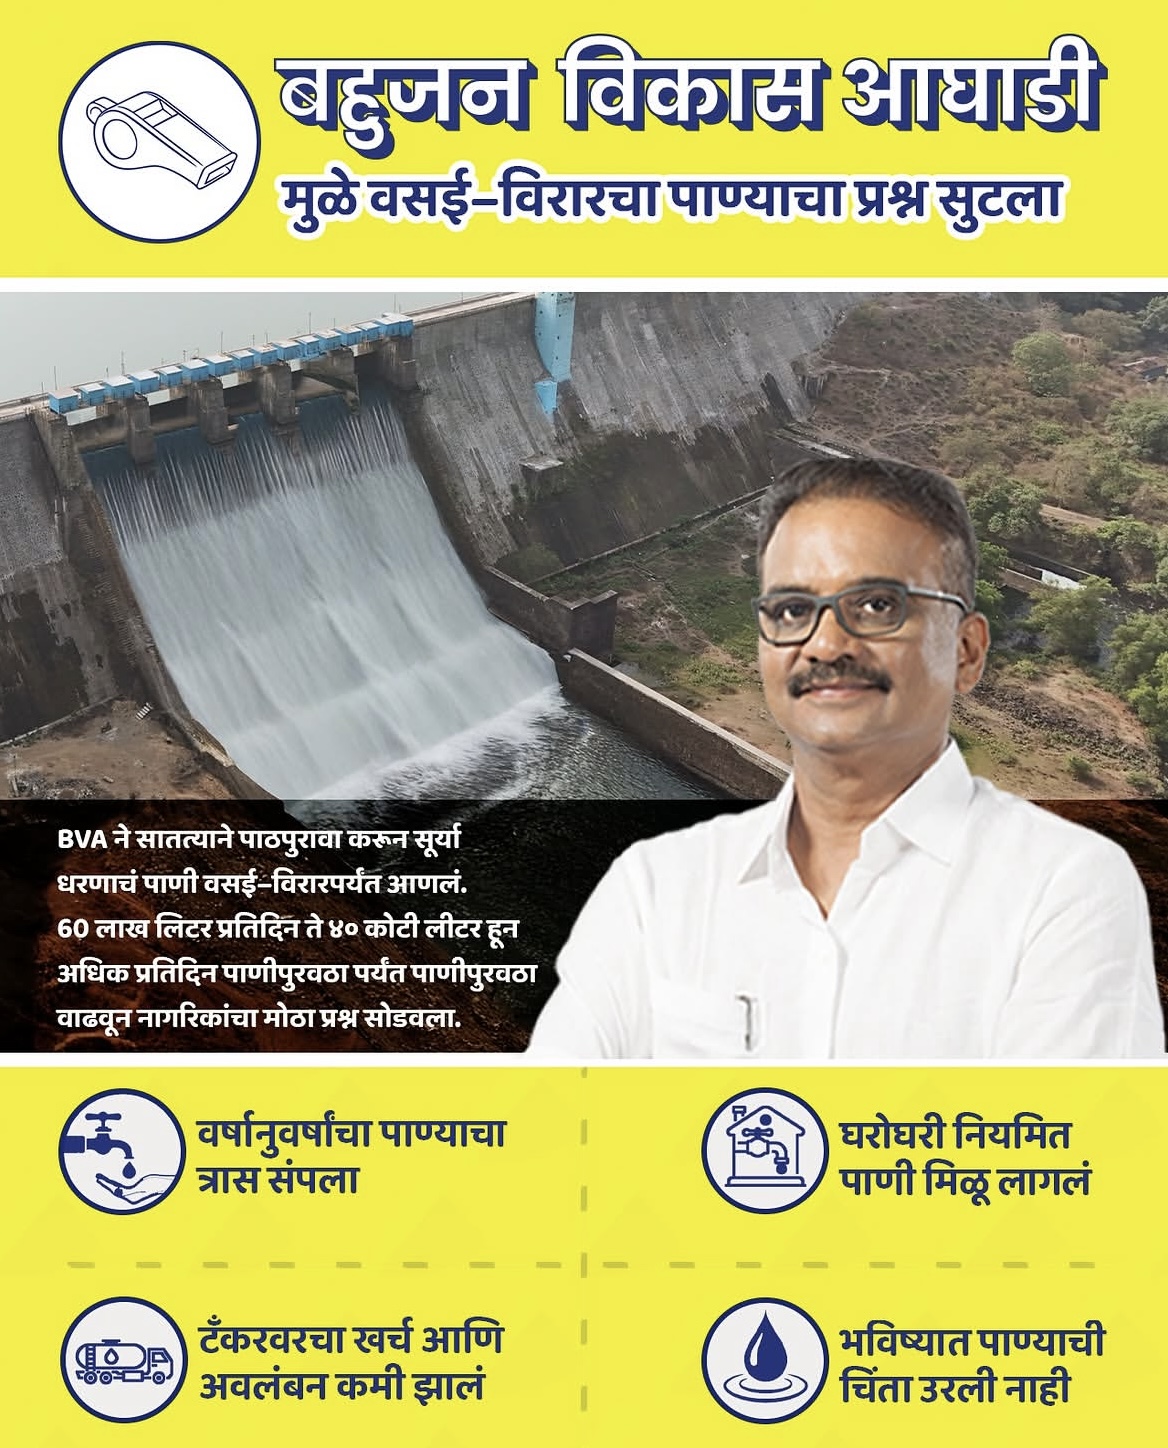 बहुजन विकास आघाडी
मुळे वसई–विरारचा पाण्याचा प्रश्न सुटला
BVA ने सातत्याने पाठपुरावा करून सूर्या
धरणाचं पाणी वसई–विरारपर्यंत आणलं.
60 लाख लिटर प्रतिदिन ते ४० कोटी लीटर हून
अधिक प्रतिदिन पाणीपुरवठा पर्यंत पाणीपुरवठा
वाढवून नागरिकांचा मोठा प्रश्न सोडवला.
वर्षानुवर्षांचा पाण्याचा
त्रास संपला
घरोघरी नियमित
पाणी मिळू लागलं
टँकरवरचा खर्च आणि
अवलंबन कमी झालं
भविष्यात पाण्याची
चिंता उरली नाही